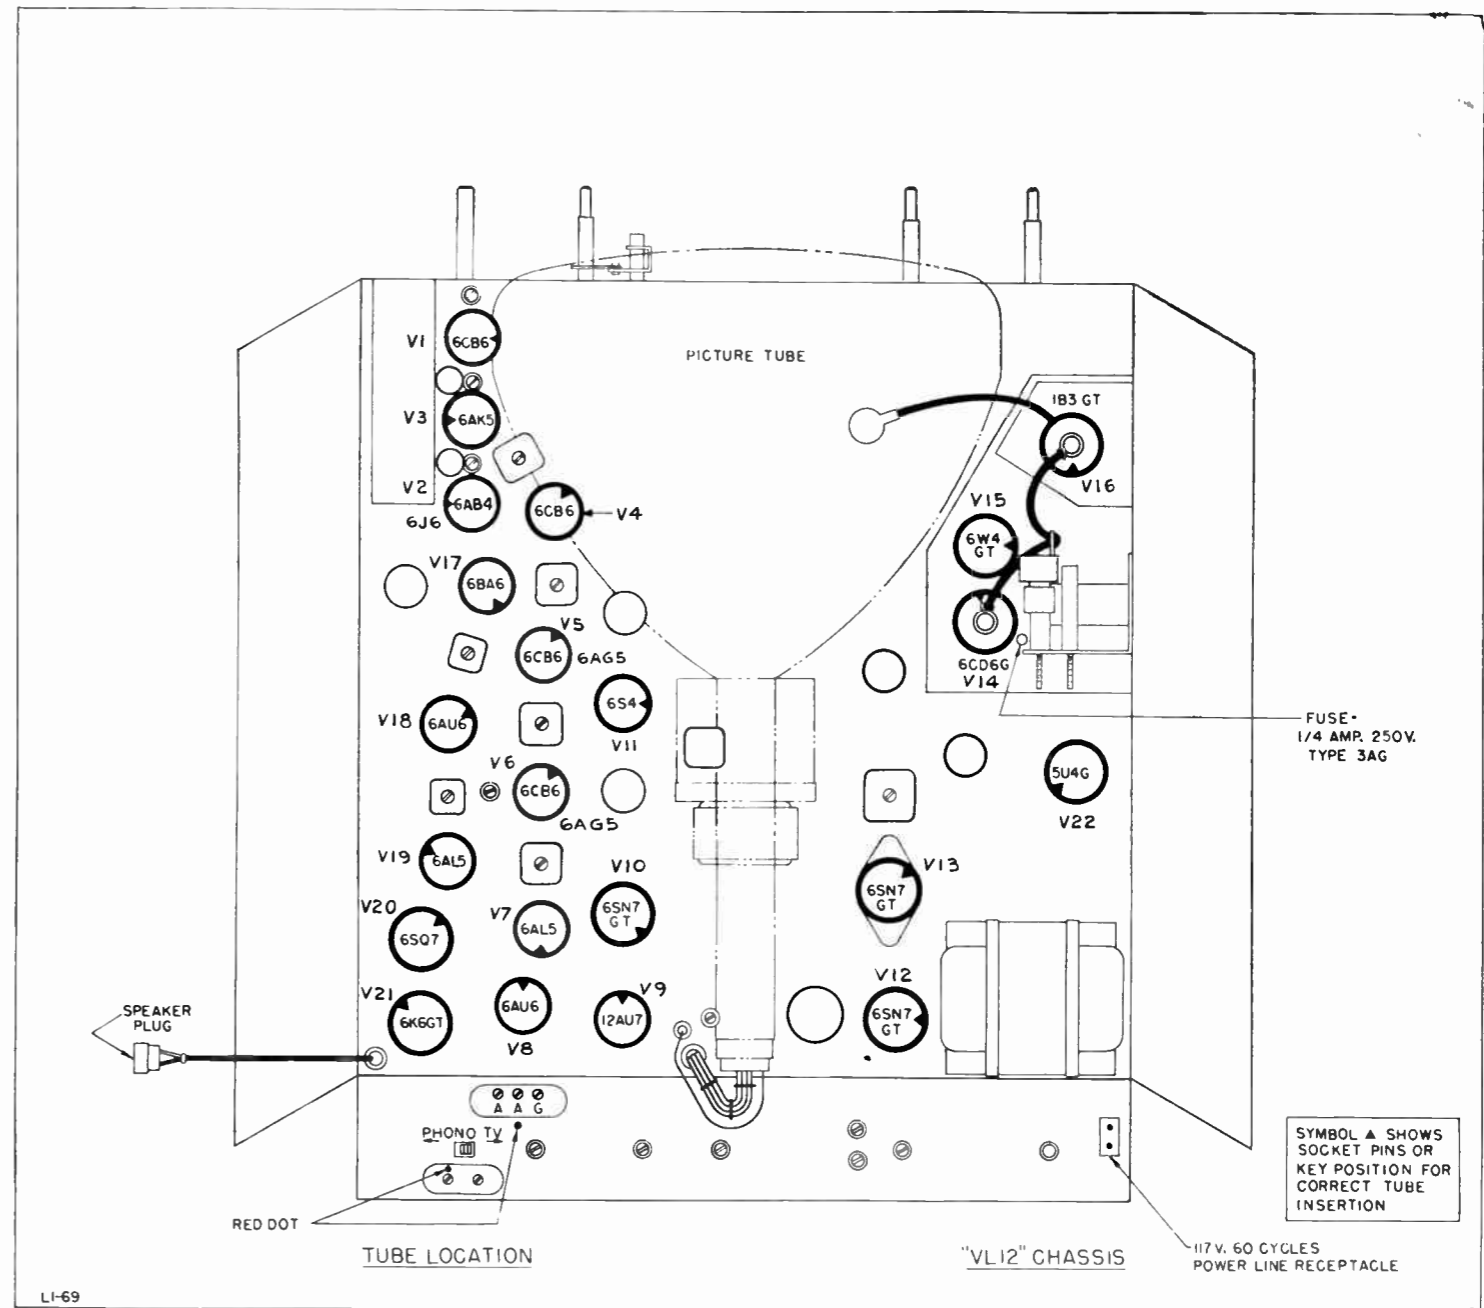 PICTURE TUBE
V1
6CB6
V3
6AK5
V2
6AB4
6J6
6CB6
V4
1B3 GT
V16
V15
6W4
GT
V17
6BA6
V5
6CB6
6AG5
6CD6G
V14
V18
6AU6
6S4
V11
FUSE-
1/4 AMP. 250V.
TYPE 3AG
V6
6CB6
6AG5
5U4G
V22
V19
6AL5
V10
6SN7
GT
V13
6SN7
GT
V20
6SQ7
V7
6AL5
V21
6K6GT
6AU6
V8
V9
12AU7
V12
6SN7
GT
SPEAKER
PLUG
A A G
PHONO TV
RED DOT
SYMBOL ▲ SHOWS
SOCKET PINS OR
KEY POSITION FOR
CORRECT TUBE
INSERTION
TUBE LOCATION
"VL12" CHASSIS
117V. 60 CYCLES
POWER LINE RECEPTACLE
L1-69